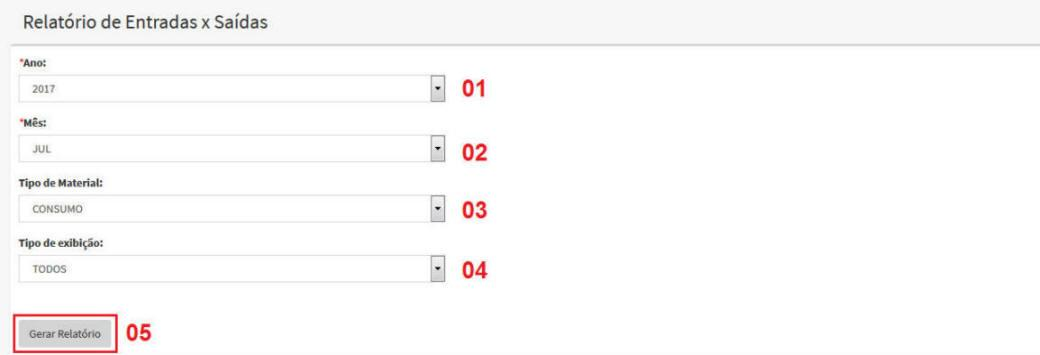 Relatório de Entradas x Saídas
*Ano:
2017 01
*Mês:
JUL 02
Tipo de Material:
CONSUMO 03
Tipo de exibição:
TODOS 04
Gerar Relatório 05